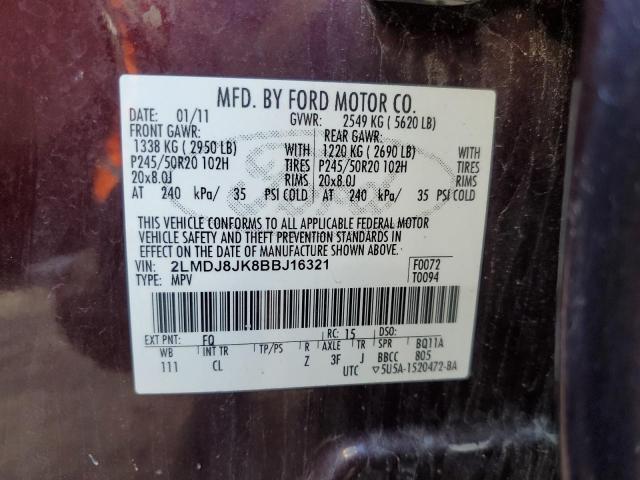 MFD. BY FORD MOTOR CO.
DATE: 01/11 GVWR: 2549 KG ( 5620 LB)
FRONT GAWR: REAR GAWR:
1338 KG ( 2950 LB) WITH 1220 KG ( 2690 LB) WITH
P245/50R20 102H TIRES P245/50R20 102H TIRES
20x8.0J RIMS 20x8.0J RIMS
AT 240 kPa/ 35 PSI COLD AT 240 kPa/ 35 PSI COLD
THIS VEHICLE CONFORMS TO ALL APPLICABLE FEDERAL MOTOR
VEHICLE SAFETY AND THEFT PREVENTION STANDARDS IN
EFFECT ON THE DATE OF MANUFACTURE SHOWN ABOVE.
VIN: 2LMDJ8JK8BBJ16321 F0072
TYPE: MPV T0094
EXT PNT: FQ RC: 15 DSO:
WB INT TR TP/PS R AXLE TR SPR BQ11A
111 CL Z 3F J BBCC 805
UTC ▽5U5A-1520472-BA